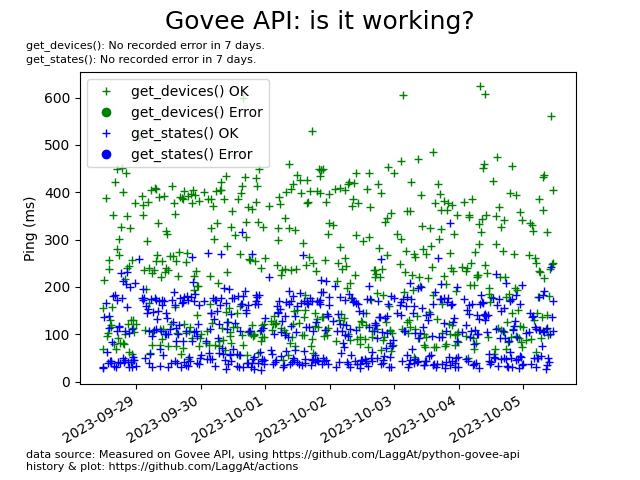 Govee API: is it working?
get_devices(): No recorded error in 7 days.
get_states(): No recorded error in 7 days.
get_devices() OK
get_devices() Error
get_states() OK
get_states() Error
Ping (ms)
600
500
400
300
200
100
0
2023-09-29
2023-09-30
2023-10-01
2023-10-02
2023-10-03
2023-10-04
2023-10-05
data source: Measured on Govee API, using https://github.com/LaggAt/python-govee-api
history & plot: https://github.com/LaggAt/actions